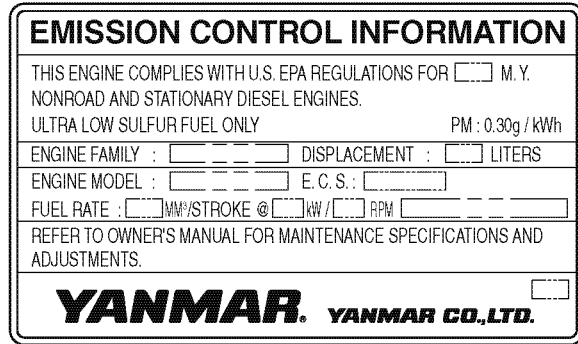 EMISSION CONTROL INFORMATION
THIS ENGINE COMPLIES WITH U.S. EPA REGULATIONS FOR M.Y.
NONROAD AND STATIONARY DIESEL ENGINES.
ULTRA LOW SULFUR FUEL ONLY PM : 0.30g / kWh
ENGINE FAMILY : DISPLACEMENT : LITERS
ENGINE MODEL : E.C.S. :
FUEL RATE : MM³/STROKE @ kW / RPM
REFER TO OWNER'S MANUAL FOR MAINTENANCE SPECIFICATIONS AND
ADJUSTMENTS.
YANMAR. YANMAR CO.,LTD.